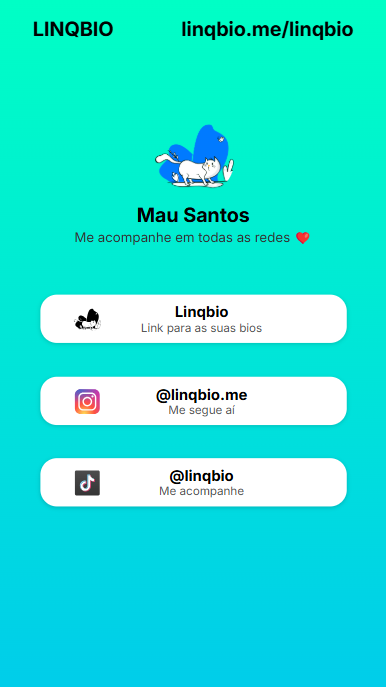 LINQBIO linqbio.me/linqbio
Mau Santos
Me acompanhe em todas as redes ❤️
Linqbio
Link para as suas bios
@linqbio.me
Me segue aí
@linqbio
Me acompanhe